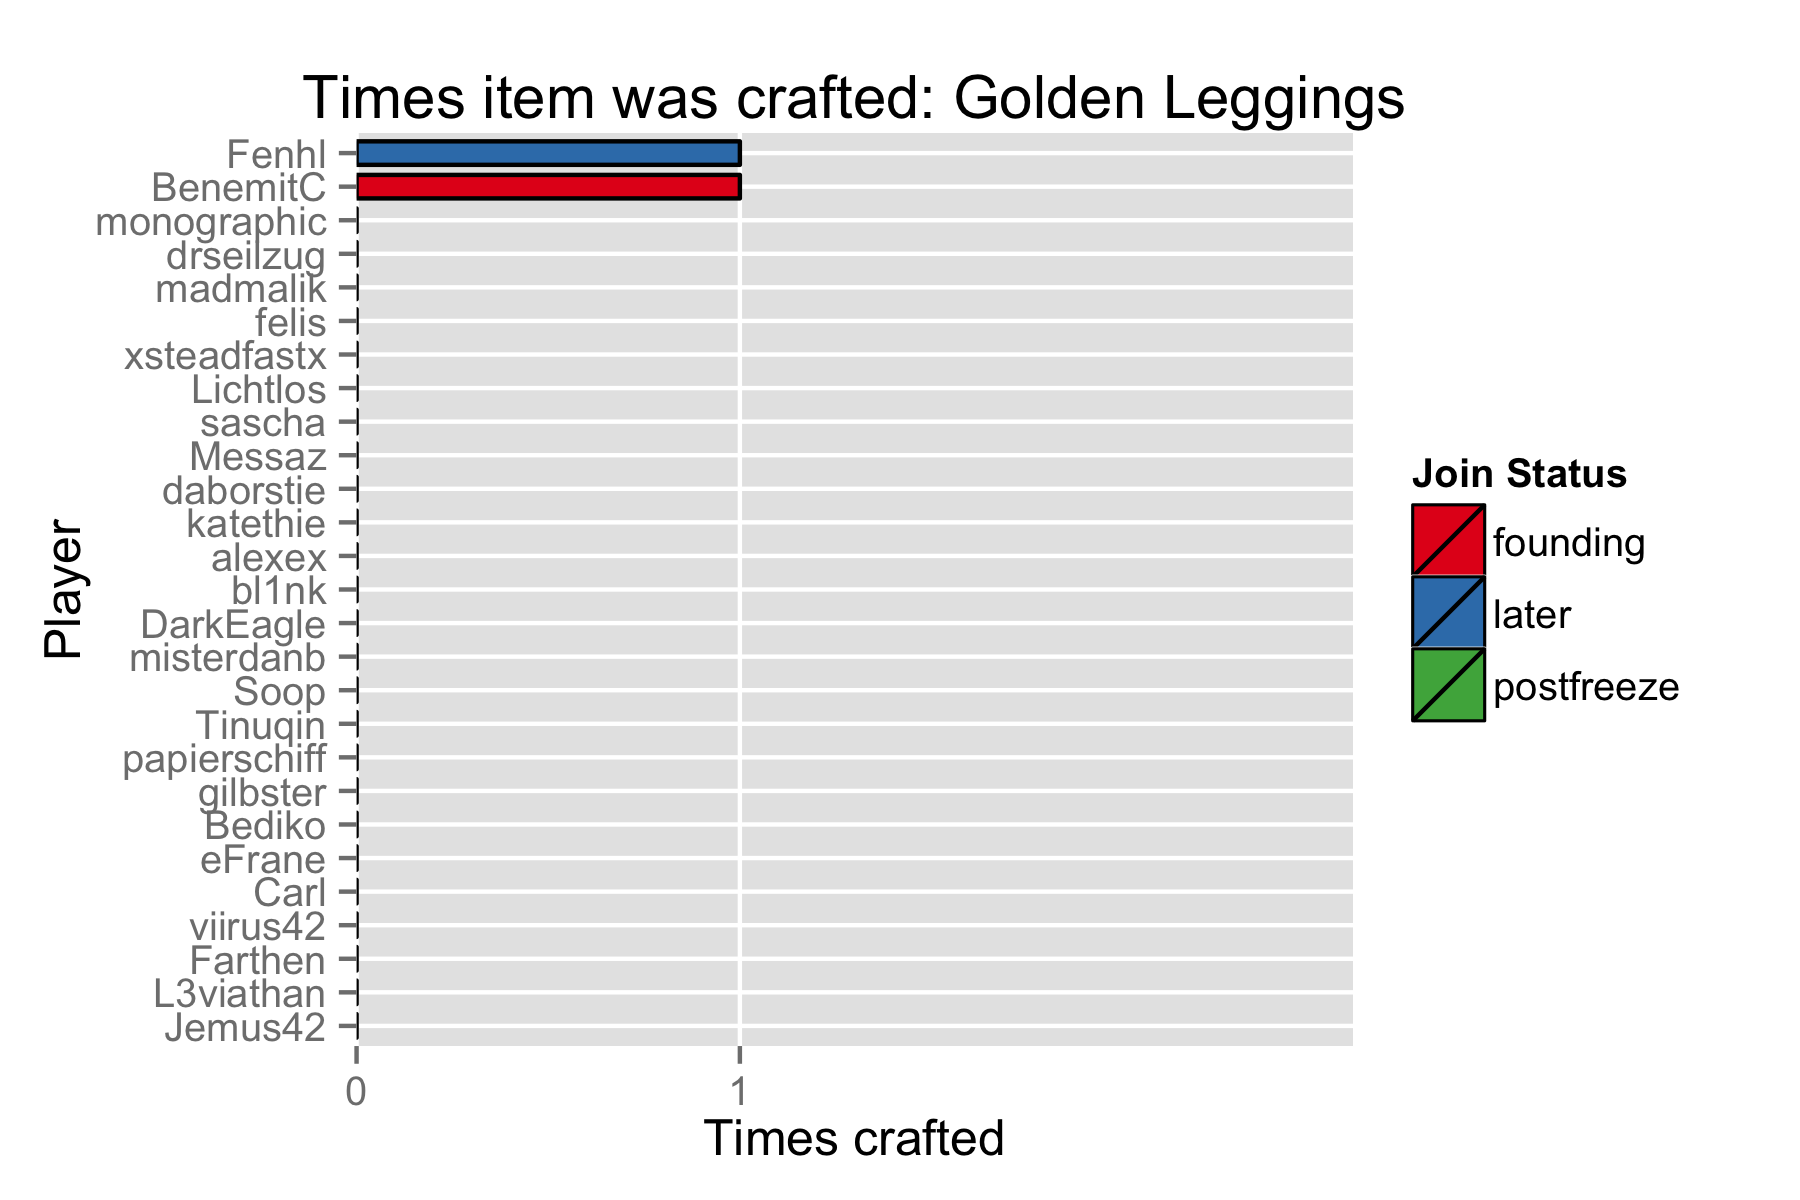 Times item was crafted: Golden Leggings
Fenhl
BenemitC
monographic
drseilzug
madmalik
felis
xsteadfastx
Lichtlos
sascha
Messaz
daborstie
katethie
alexex
bl1nk
DarkEagle
misterdanb
Soop
Tinuqin
papierschiff
gilbster
Bediko
eFrane
Carl
viirus42
Farthen
L3viathan
Jemus42
Player
0 1
Times crafted
Join Status
founding
later
postfreeze